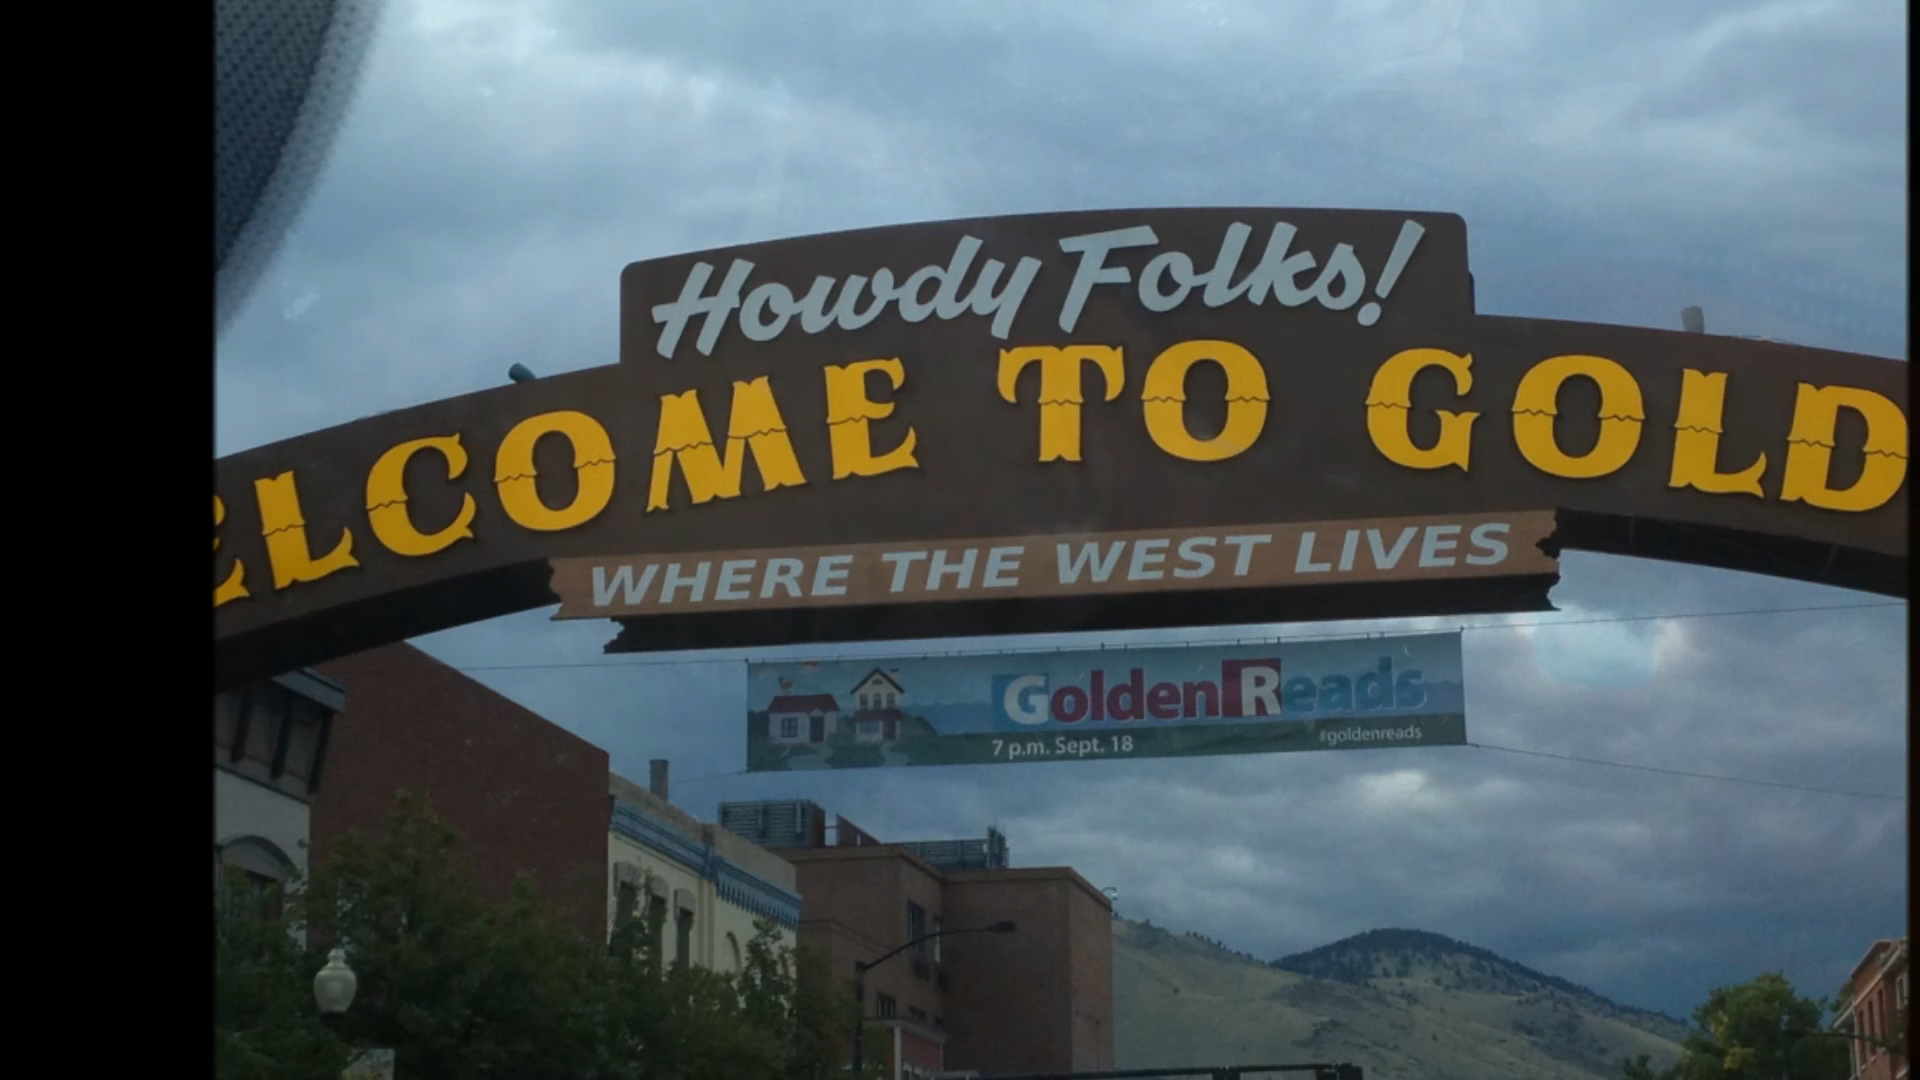 Howdy Folks!
ELCOME TO GOLD
WHERE THE WEST LIVES
GoldenReads
7 p.m. Sept. 18
#goldenreads